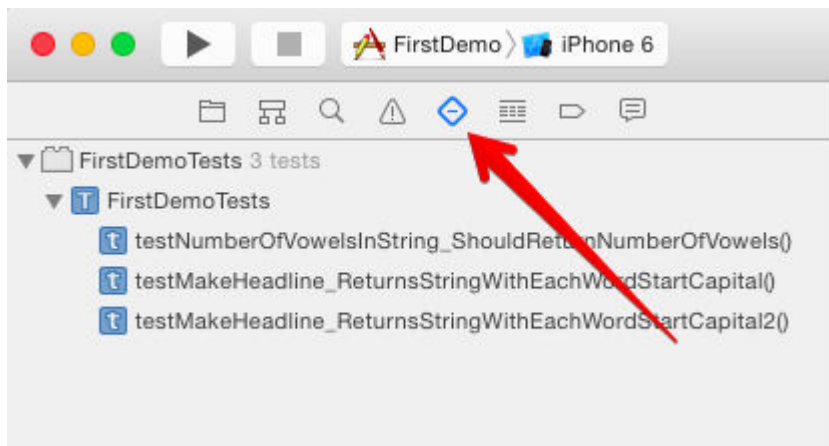 FirstDemo iPhone 6
FirstDemoTests 3 tests
T FirstDemoTests
t testNumberOfVowelsInString_ShouldReturnNumberOfVowels()
t testMakeHeadline_ReturnsStringWithEachWordStartCapital()
t testMakeHeadline_ReturnsStringWithEachWordStartCapital2()